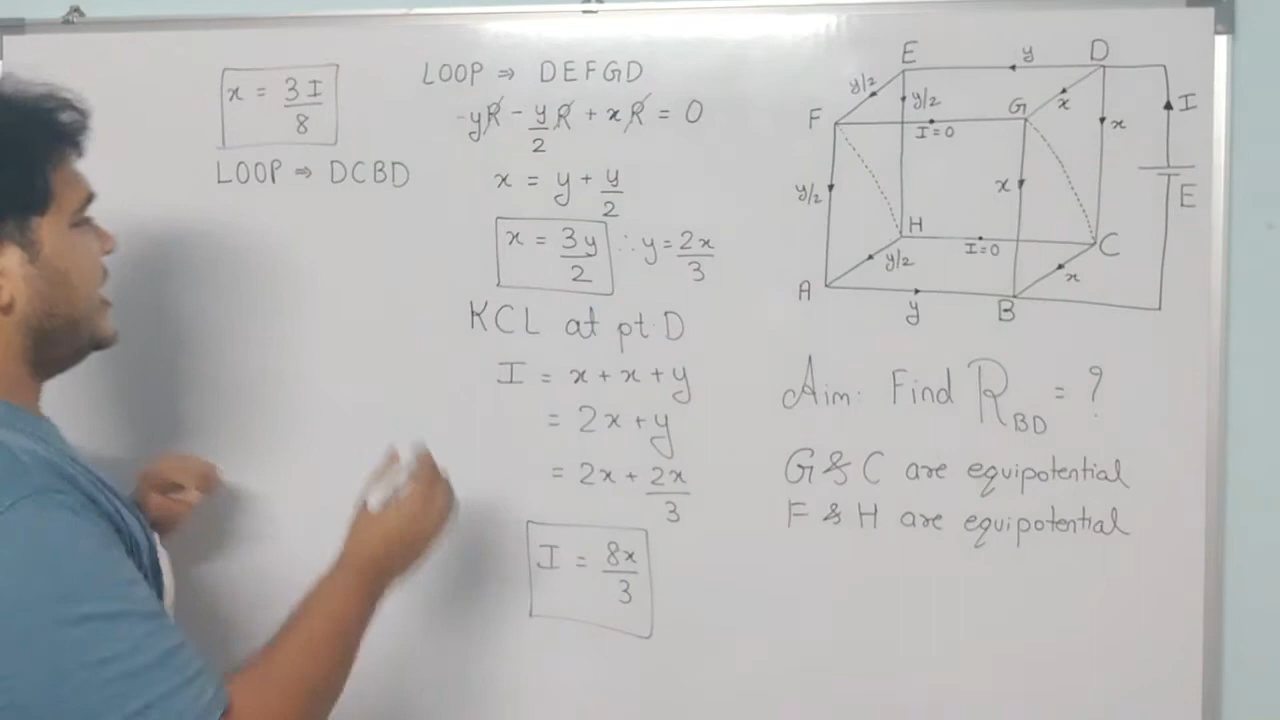 x = 3I/8
LOOP ⇒ DCBD
LOOP ⇒ DEFGD
-yR - y/2 R + xR = 0
x = y + y/2
x = 3y/2 ∴ y = 2x/3
KCL at pt. D
I = x + x + y
= 2x + y
= 2x + 2x/3
I = 8x/3
E y D
y/2 y/2 G x I
F I=0 x
y/2 x E
H I=0 C
y/2 x
A y B
Aim: Find R_BD = ?
G & C are equipotential
F & H are equipotential